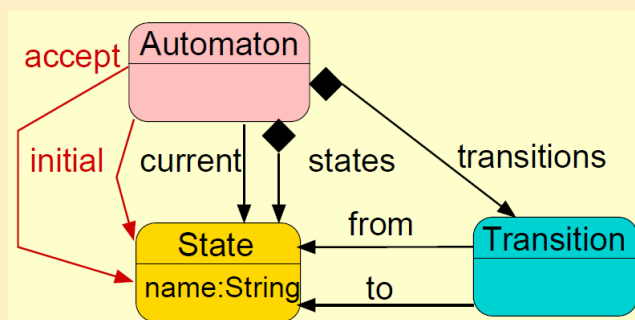 Automaton
accept
initial
current
states
transitions
from
State
Transition
name:String
to